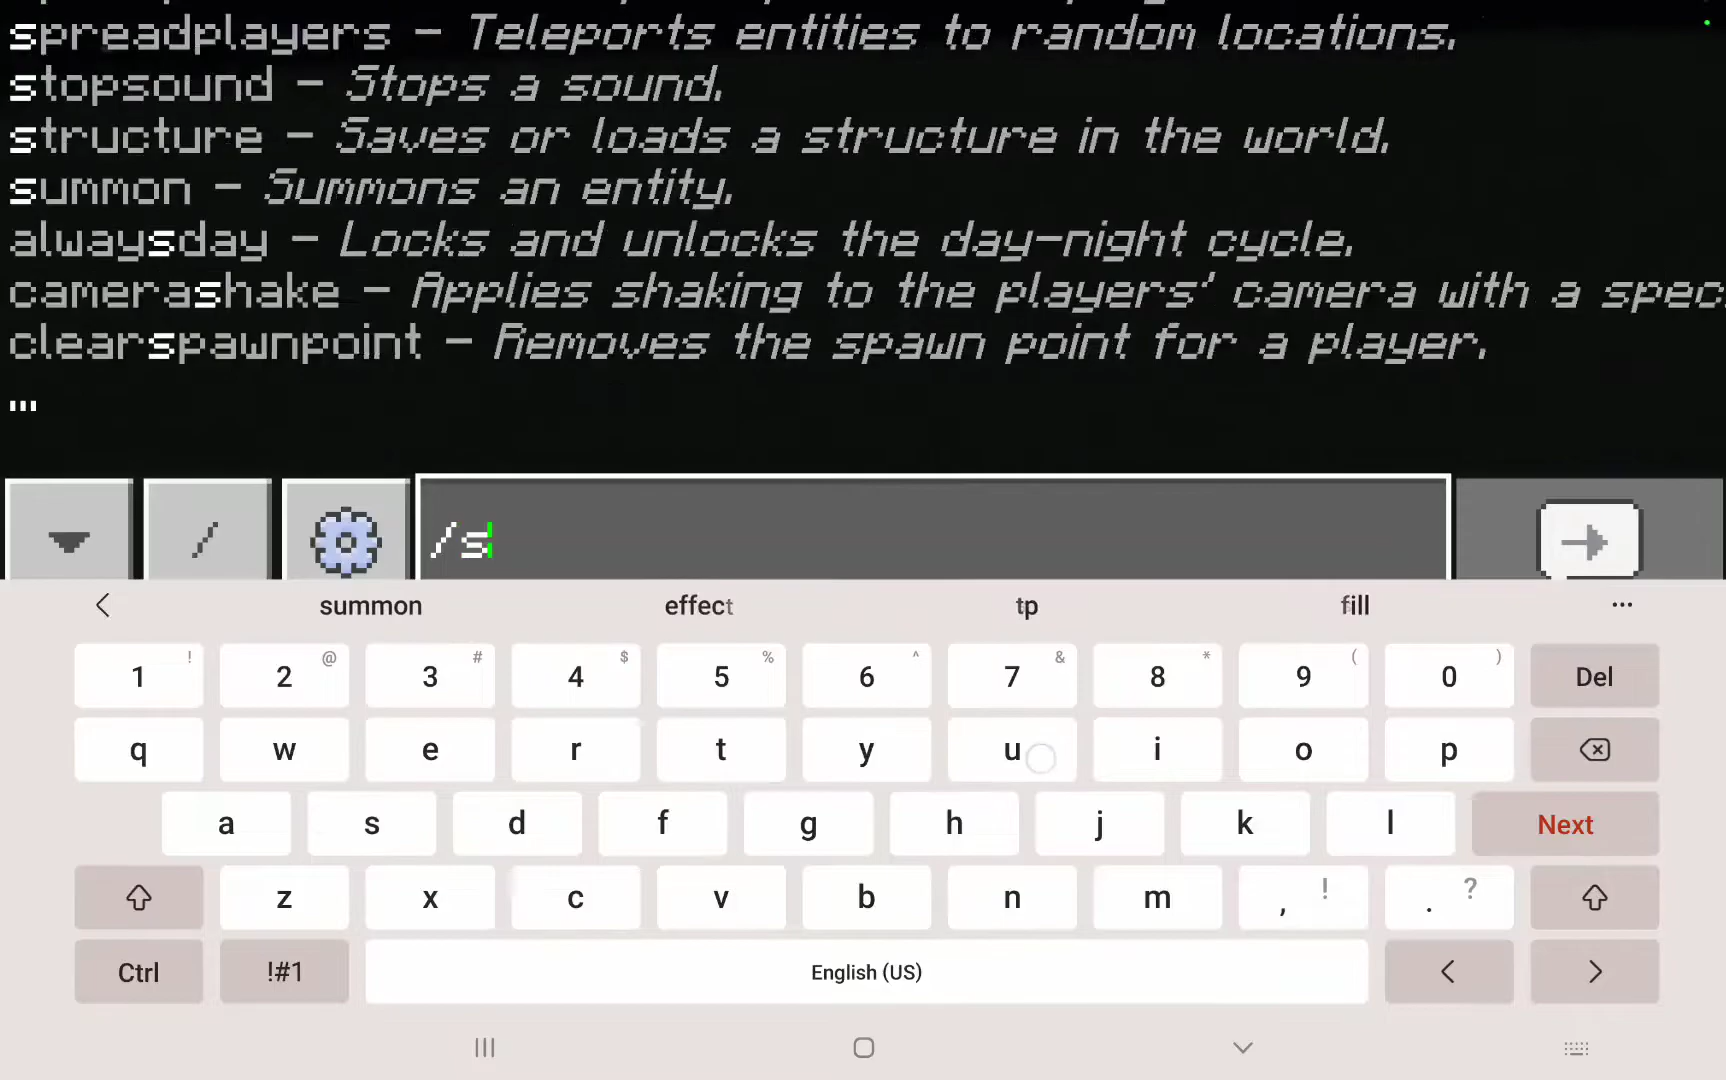 spreadplayers - Teleports entities to random locations.
stopsound - Stops a sound.
structure - Saves or loads a structure in the world.
summon - Summons an entity.
alwaysday - Locks and unlocks the day-night cycle.
camerashake - Applies shaking to the players' camera with a spec
clearspawnpoint - Removes the spawn point for a player.
...
/ /s
summon effect tp fill ...
1 ! 2 @ 3 # 4 $ 5 % 6 ^ 7 & 8 * 9 ( 0 ) Del
q w e r t y u i o p
a s d f g h j k l Next
z x c v b n m , ! . ?
Ctrl !#1 English (US) < >